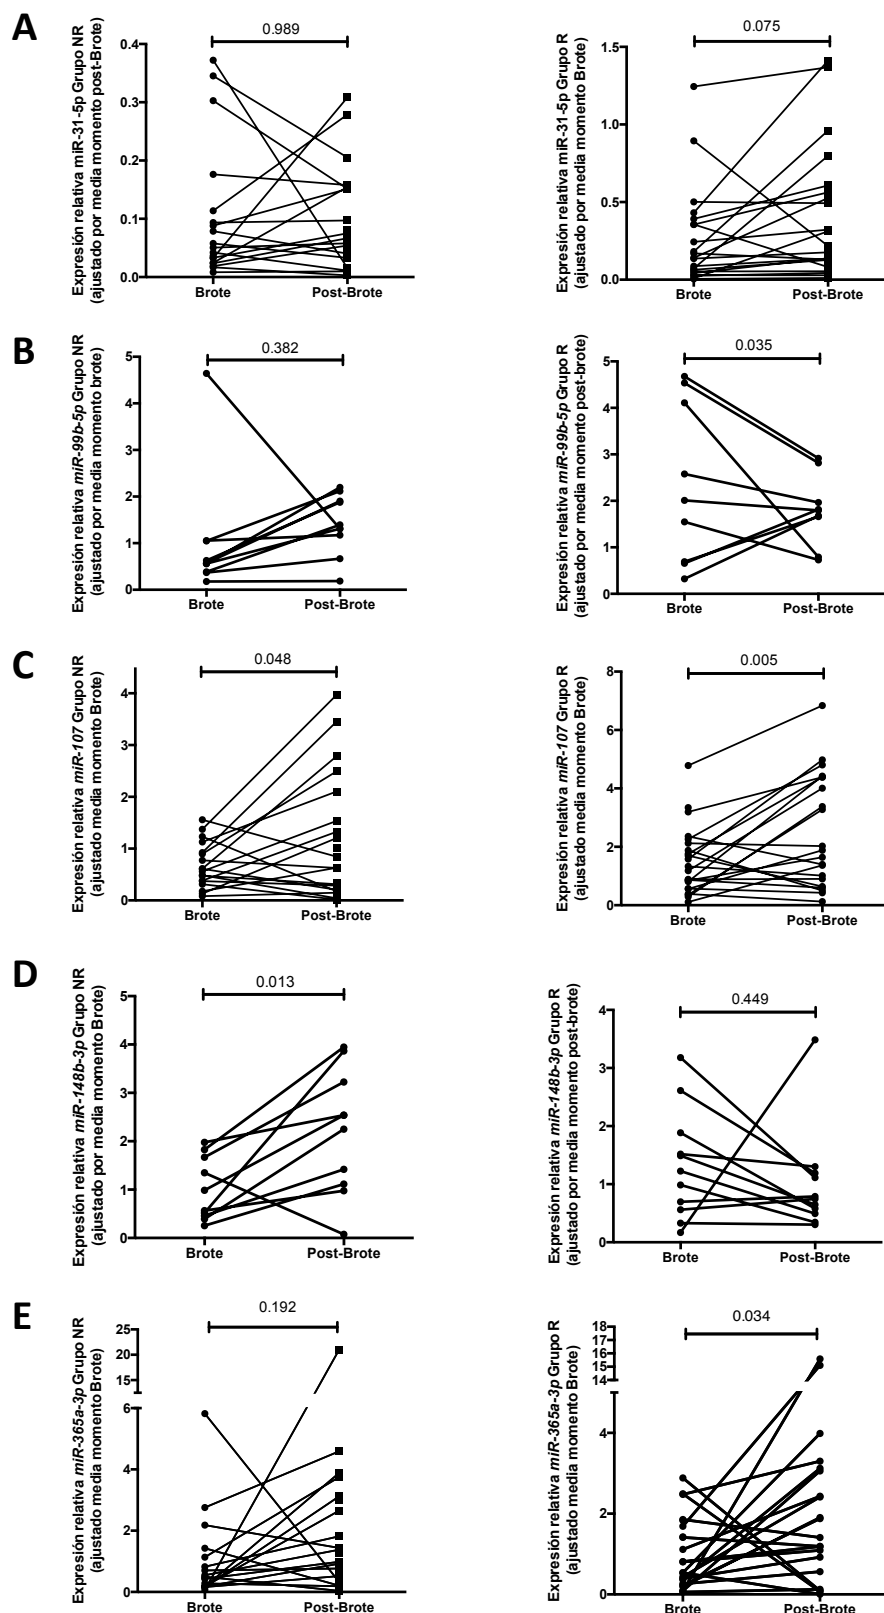 A
Expresión relativa miR-31-5p Grupo NR
(ajustado por media momento post-Brote)
0.989
0.4
0.3
0.2
0.1
0.0
Brote Post-Brote
Expresión relativa miR-31-5p Grupo R
(ajustado por media momento Brote)
0.075
1.5
1.0
0.5
0.0
Brote Post-Brote
B
Expresión relativa miR-99b-5p Grupo NR
(ajustado por media momento brote)
0.382
5
4
3
2
1
0
Brote Post-Brote
Expresión relativa miR-99b-5p Grupo R
(ajustado por media momento post-brote)
0.035
5
4
3
2
1
0
Brote Post-Brote
C
Expresión relativa miR-107 Grupo NR
(ajustado media momento Brote)
0.048
4
3
2
1
0
Brote Post-Brote
Expresión relativa miR-107 Grupo R
(ajustado media momento Brote)
0.005
8
6
4
2
0
Brote Post-Brote
D
Expresión relativa miR-148b-3p Grupo NR
(ajustado por media momento Brote)
0.013
5
4
3
2
1
0
Brote Post-Brote
Expresión relativa miR-148b-3p Grupo R
(ajustado por media momento post-brote)
0.449
4
3
2
1
0
Brote Post-Brote
E
Expresión relativa miR-365a-3p Grupo NR
(ajustado media momento Brote)
0.192
25
20
15
6
4
2
0
Brote Post-Brote
Expresión relativa miR-365a-3p Grupo R
(ajustado media momento Brote)
0.034
18
17
16
15
14
4
2
0
Brote Post-Brote